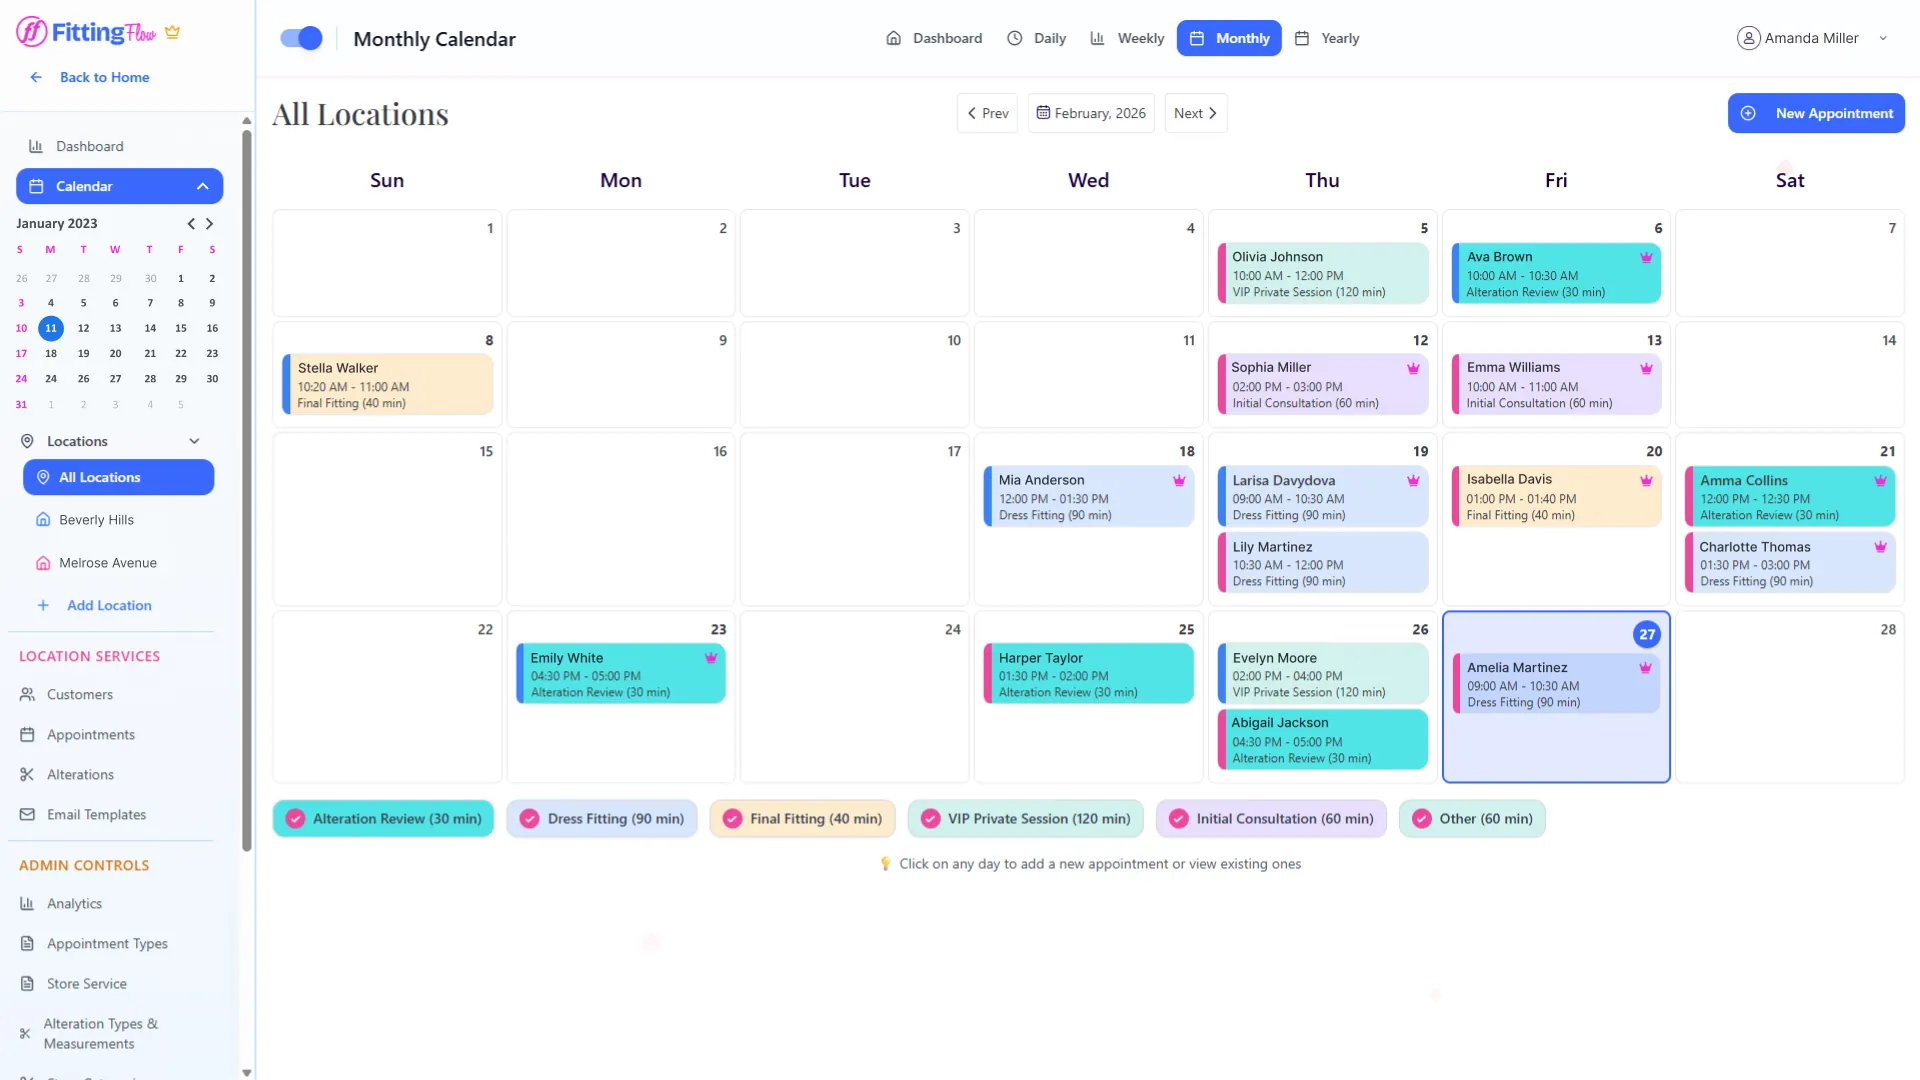 FittingFlow
Back to Home
Dashboard
Calendar
January 2023
S M T W T F S
26 27 28 29 30 1 2
3 4 5 6 7 8 9
10 11 12 13 14 15 16
17 18 19 20 21 22 23
24 24 26 27 28 29 30
31 1 2 3 4 5
Locations
All Locations
Beverly Hills
Melrose Avenue
Add Location
LOCATION SERVICES
Customers
Appointments
Alterations
Email Templates
ADMIN CONTROLS
Analytics
Appointment Types
Store Service
Alteration Types &
Measurements
Monthly Calendar
Dashboard
Daily
Weekly
Monthly
Yearly
Amanda Miller
All Locations
Prev
February, 2026
Next
New Appointment
Sun Mon Tue Wed Thu Fri Sat
1
2
3
4
5
Olivia Johnson
10:00 AM - 12:00 PM
VIP Private Session (120 min)
6
Ava Brown
10:00 AM - 10:30 AM
Alteration Review (30 min)
7
8
Stella Walker
10:20 AM - 11:00 AM
Final Fitting (40 min)
9
10
11
12
Sophia Miller
02:00 PM - 03:00 PM
Initial Consultation (60 min)
13
Emma Williams
10:00 AM - 11:00 AM
Initial Consultation (60 min)
14
15
16
17
18
Mia Anderson
12:00 PM - 01:30 PM
Dress Fitting (90 min)
19
Larisa Davydova
09:00 AM - 10:30 AM
Dress Fitting (90 min)
Lily Martinez
10:30 AM - 12:00 PM
Dress Fitting (90 min)
20
Isabella Davis
01:00 PM - 01:40 PM
Final Fitting (40 min)
21
Amma Collins
12:00 PM - 12:30 PM
Alteration Review (30 min)
Charlotte Thomas
01:30 PM - 03:00 PM
Dress Fitting (90 min)
22
23
Emily White
04:30 PM - 05:00 PM
Alteration Review (30 min)
24
25
Harper Taylor
01:30 PM - 02:00 PM
Alteration Review (30 min)
26
Evelyn Moore
02:00 PM - 04:00 PM
VIP Private Session (120 min)
Abigail Jackson
04:30 PM - 05:00 PM
Alteration Review (30 min)
27
Amelia Martinez
09:00 AM - 10:30 AM
Dress Fitting (90 min)
28
Alteration Review (30 min)
Dress Fitting (90 min)
Final Fitting (40 min)
VIP Private Session (120 min)
Initial Consultation (60 min)
Other (60 min)
Click on any day to add a new appointment or view existing ones